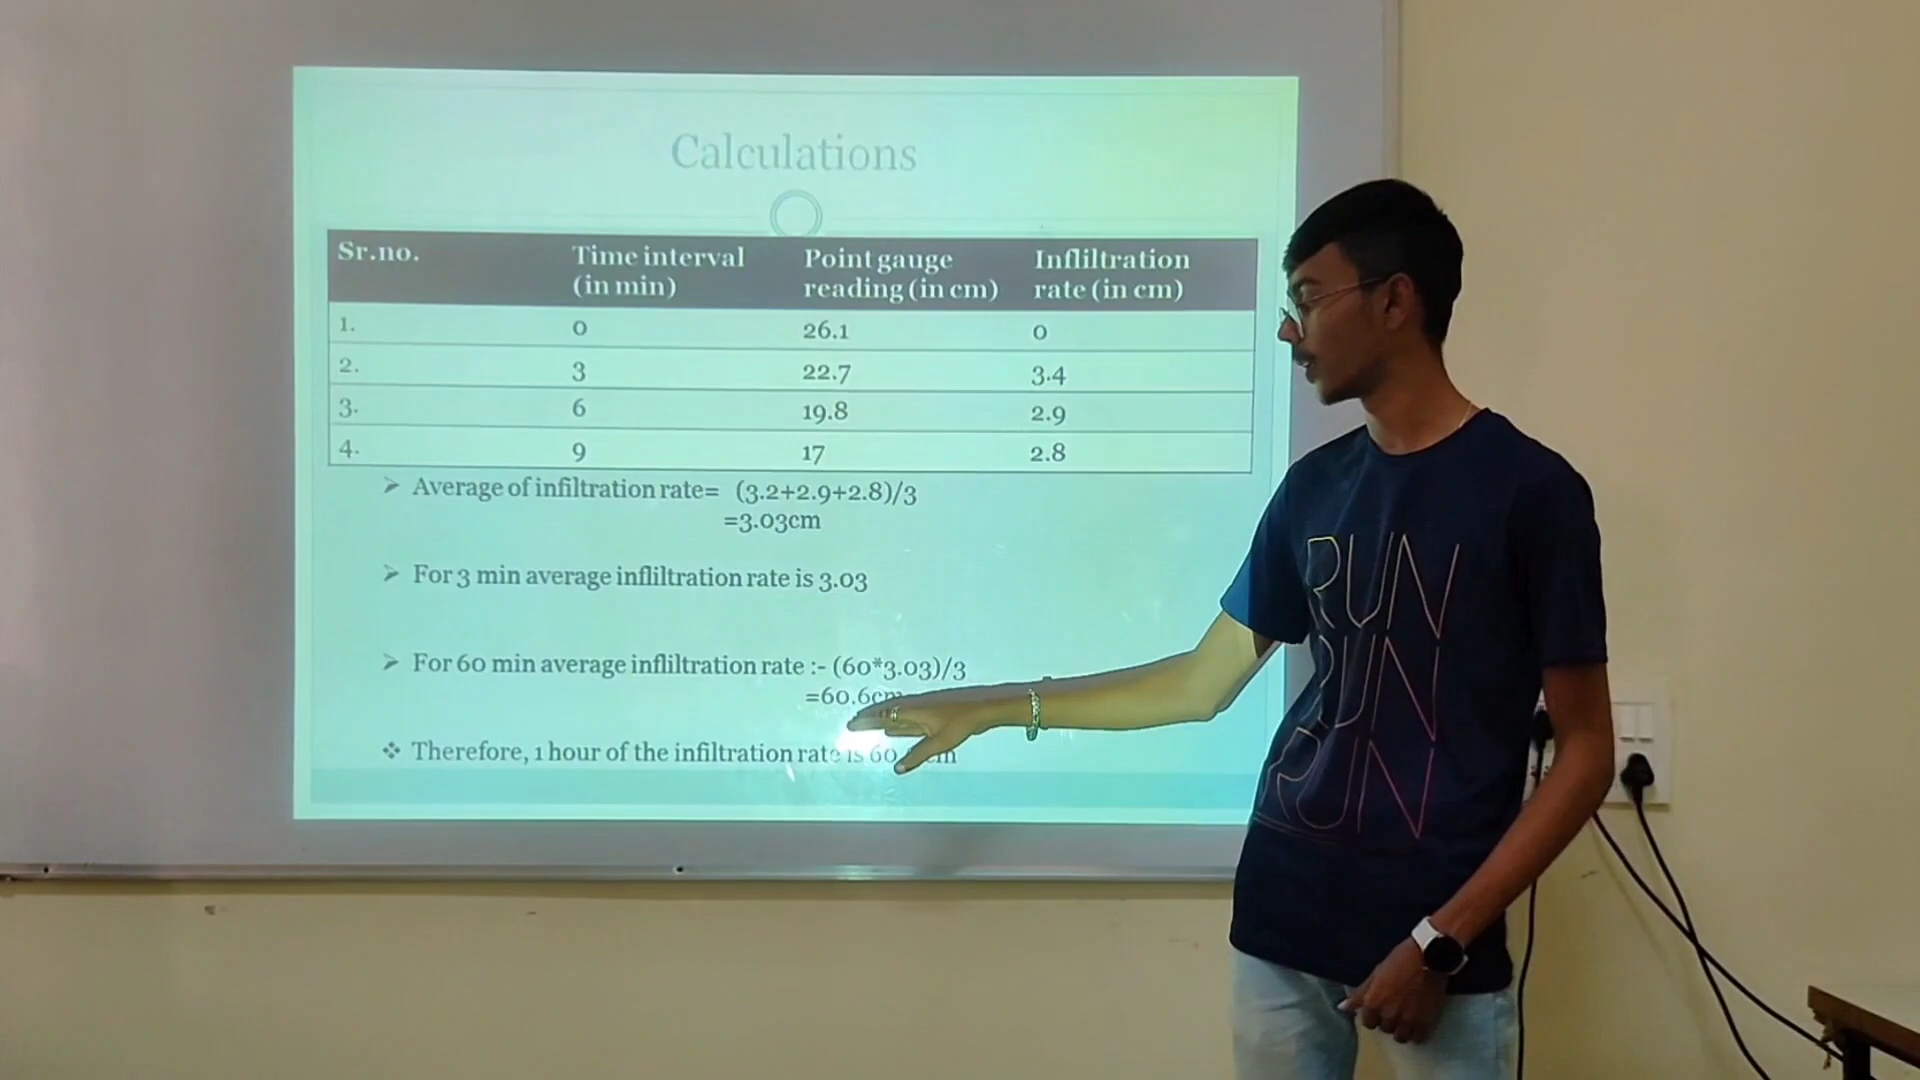 Calculations
Sr.no. Time interval (in min) Point gauge reading (in cm) Infliltration rate (in cm)
1. 0 26.1 0
2. 3 22.7 3.4
3. 6 19.8 2.9
4. 9 17 2.8
➢ Average of infiltration rate= (3.2+2.9+2.8)/3
=3.03cm
➢ For 3 min average infliltration rate is 3.03
➢ For 60 min average infliltration rate :- (60*3.03)/3
=60.6cm
❖ Therefore, 1 hour of the infiltration rate is 60
RUN
RUN
RUN